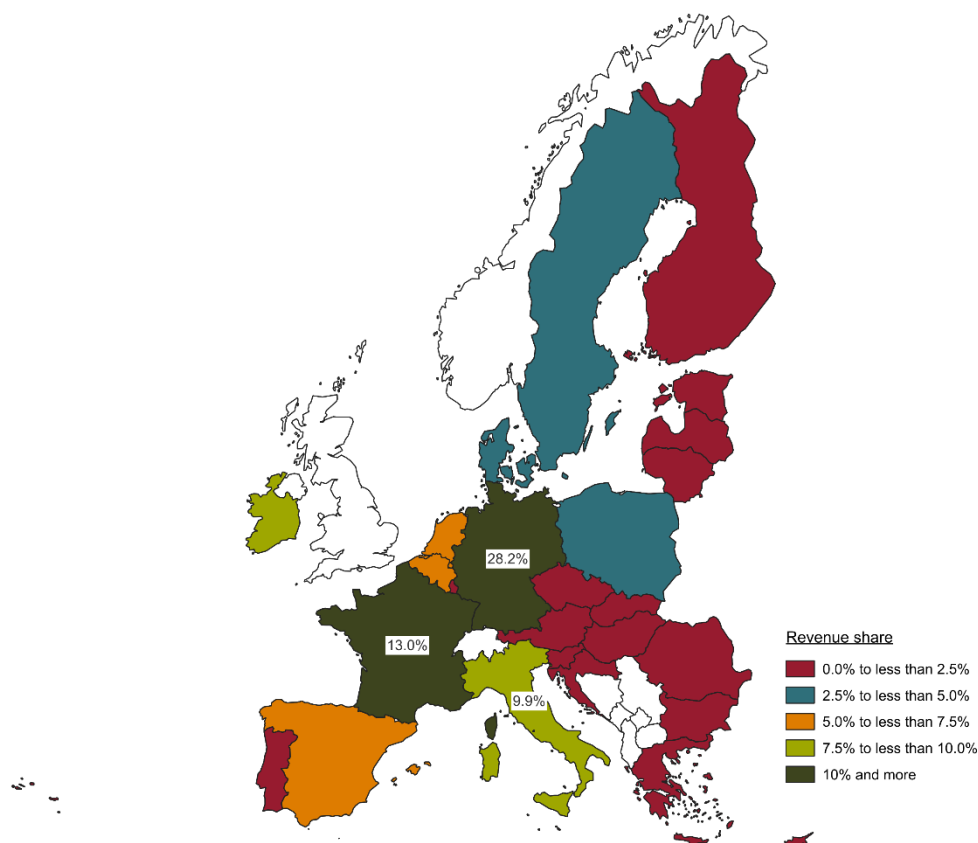 28.2%
13.0%
9.9%
Revenue share
0.0% to less than 2.5%
2.5% to less than 5.0%
5.0% to less than 7.5%
7.5% to less than 10.0%
10% and more